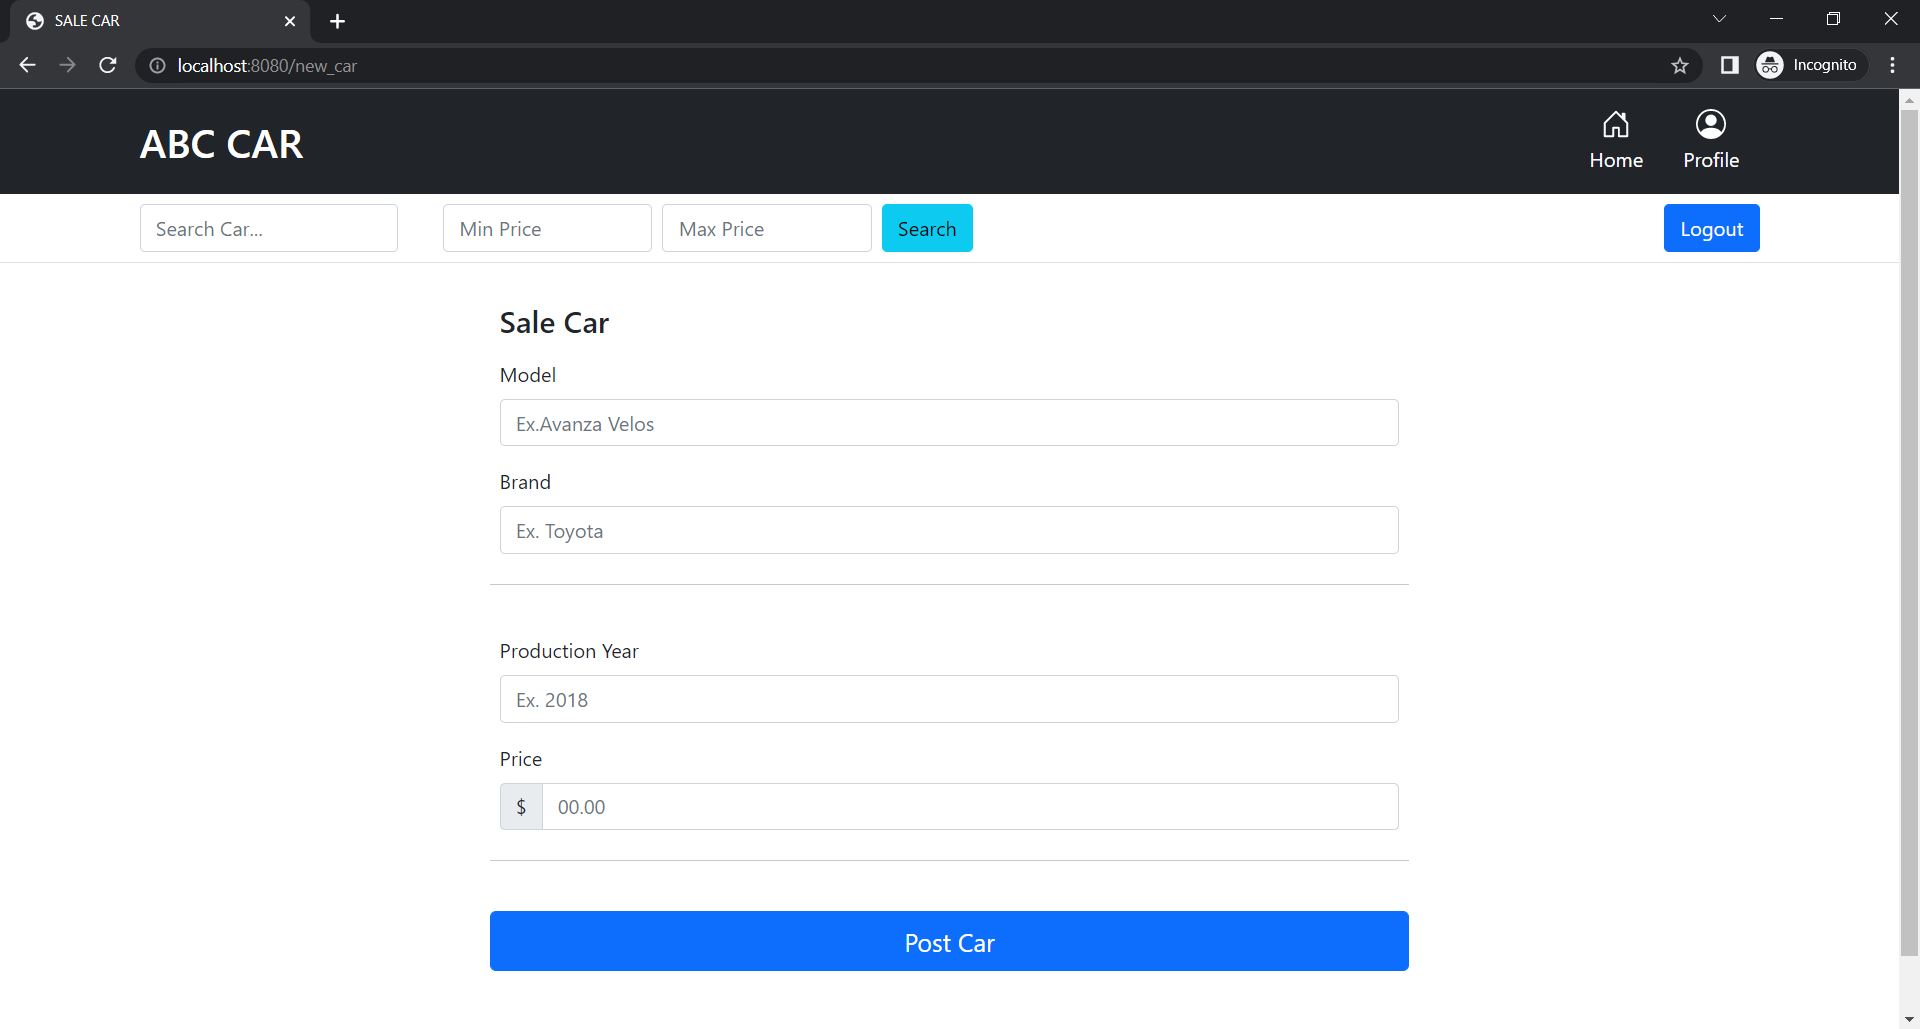 SALE CAR
localhost:8080/new_car
Incognito
ABC CAR
Home
Profile
Search Car...
Min Price
Max Price
Search
Logout
Sale Car
Model
Ex.Avanza Velos
Brand
Ex. Toyota
Production Year
Ex. 2018
Price
$
00.00
Post Car